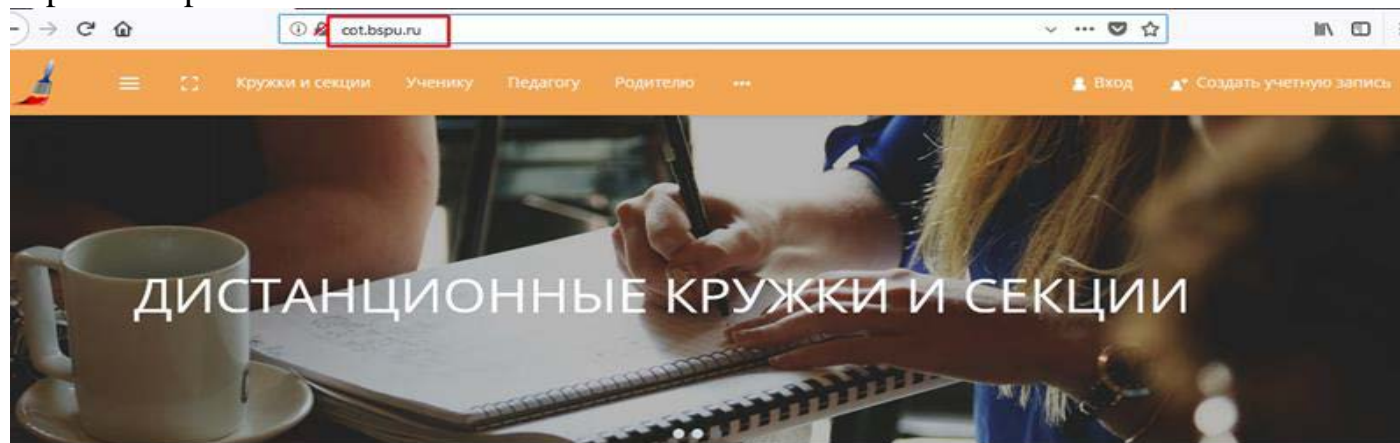 cot.bspu.ru
Кружки и секции Ученику Педагогу Родителю ••• Вход Создать учетную запись
ДИСТАНЦИОННЫЕ КРУЖКИ И СЕКЦИИ